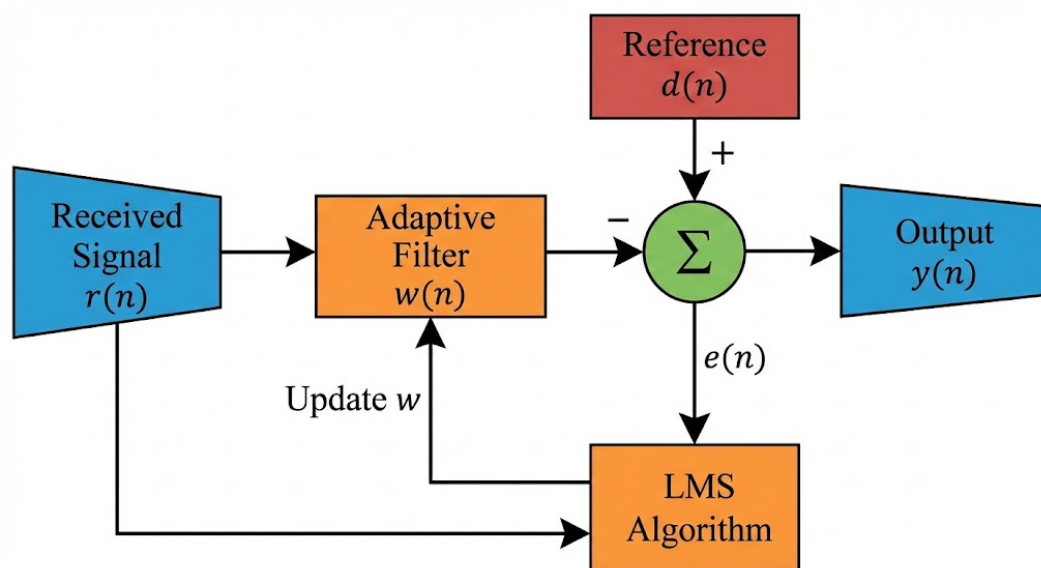 Reference
d(n)
+
Received
Signal
r(n)
Adaptive
Filter
w(n)
−
Σ
Output
y(n)
e(n)
Update w
LMS
Algorithm